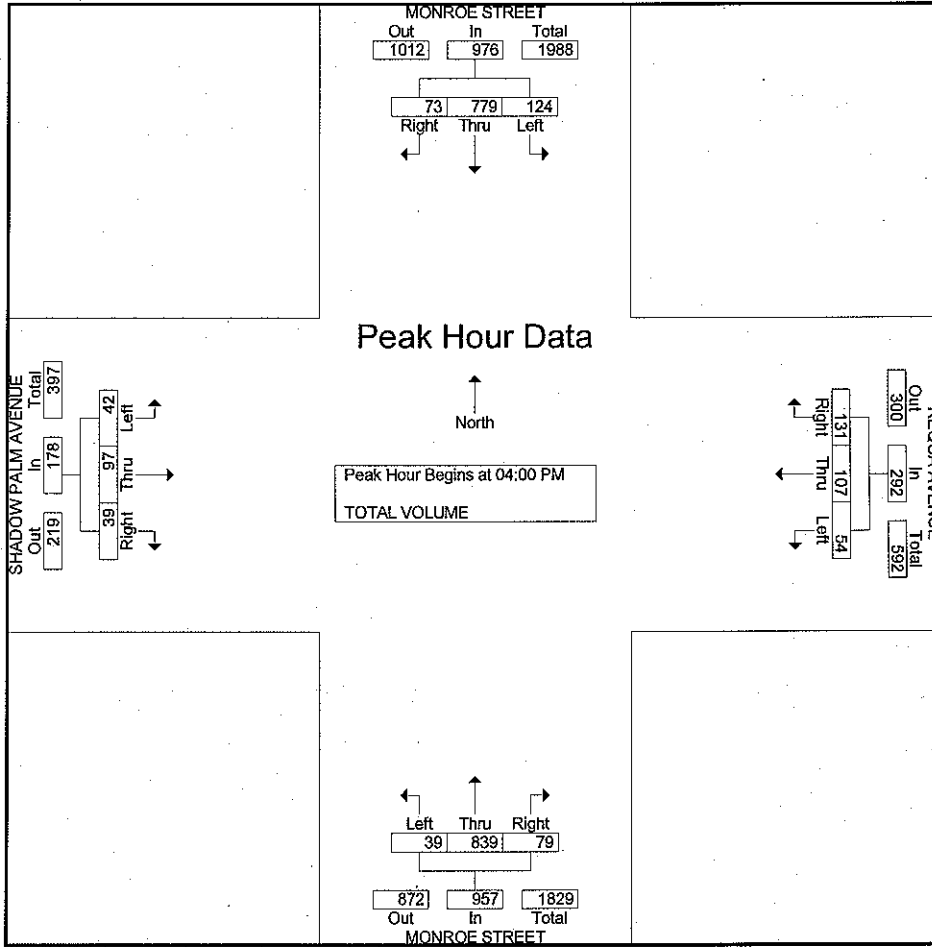 MONROE STREET
Out In Total
1012 976 1988
73 779 124
Right Thru Left
Peak Hour Data
North
Peak Hour Begins at 04:00 PM
TOTAL VOLUME
SHADOW PALM AVENUE
Out In Total
219 178 397
42 97 39
Left Thru Right
AVENUE
Out In Total
300 292 592
131 107 54
Right Thru Left
Left Thru Right
39 839 79
872 957 1829
Out In Total
MONROE STREET